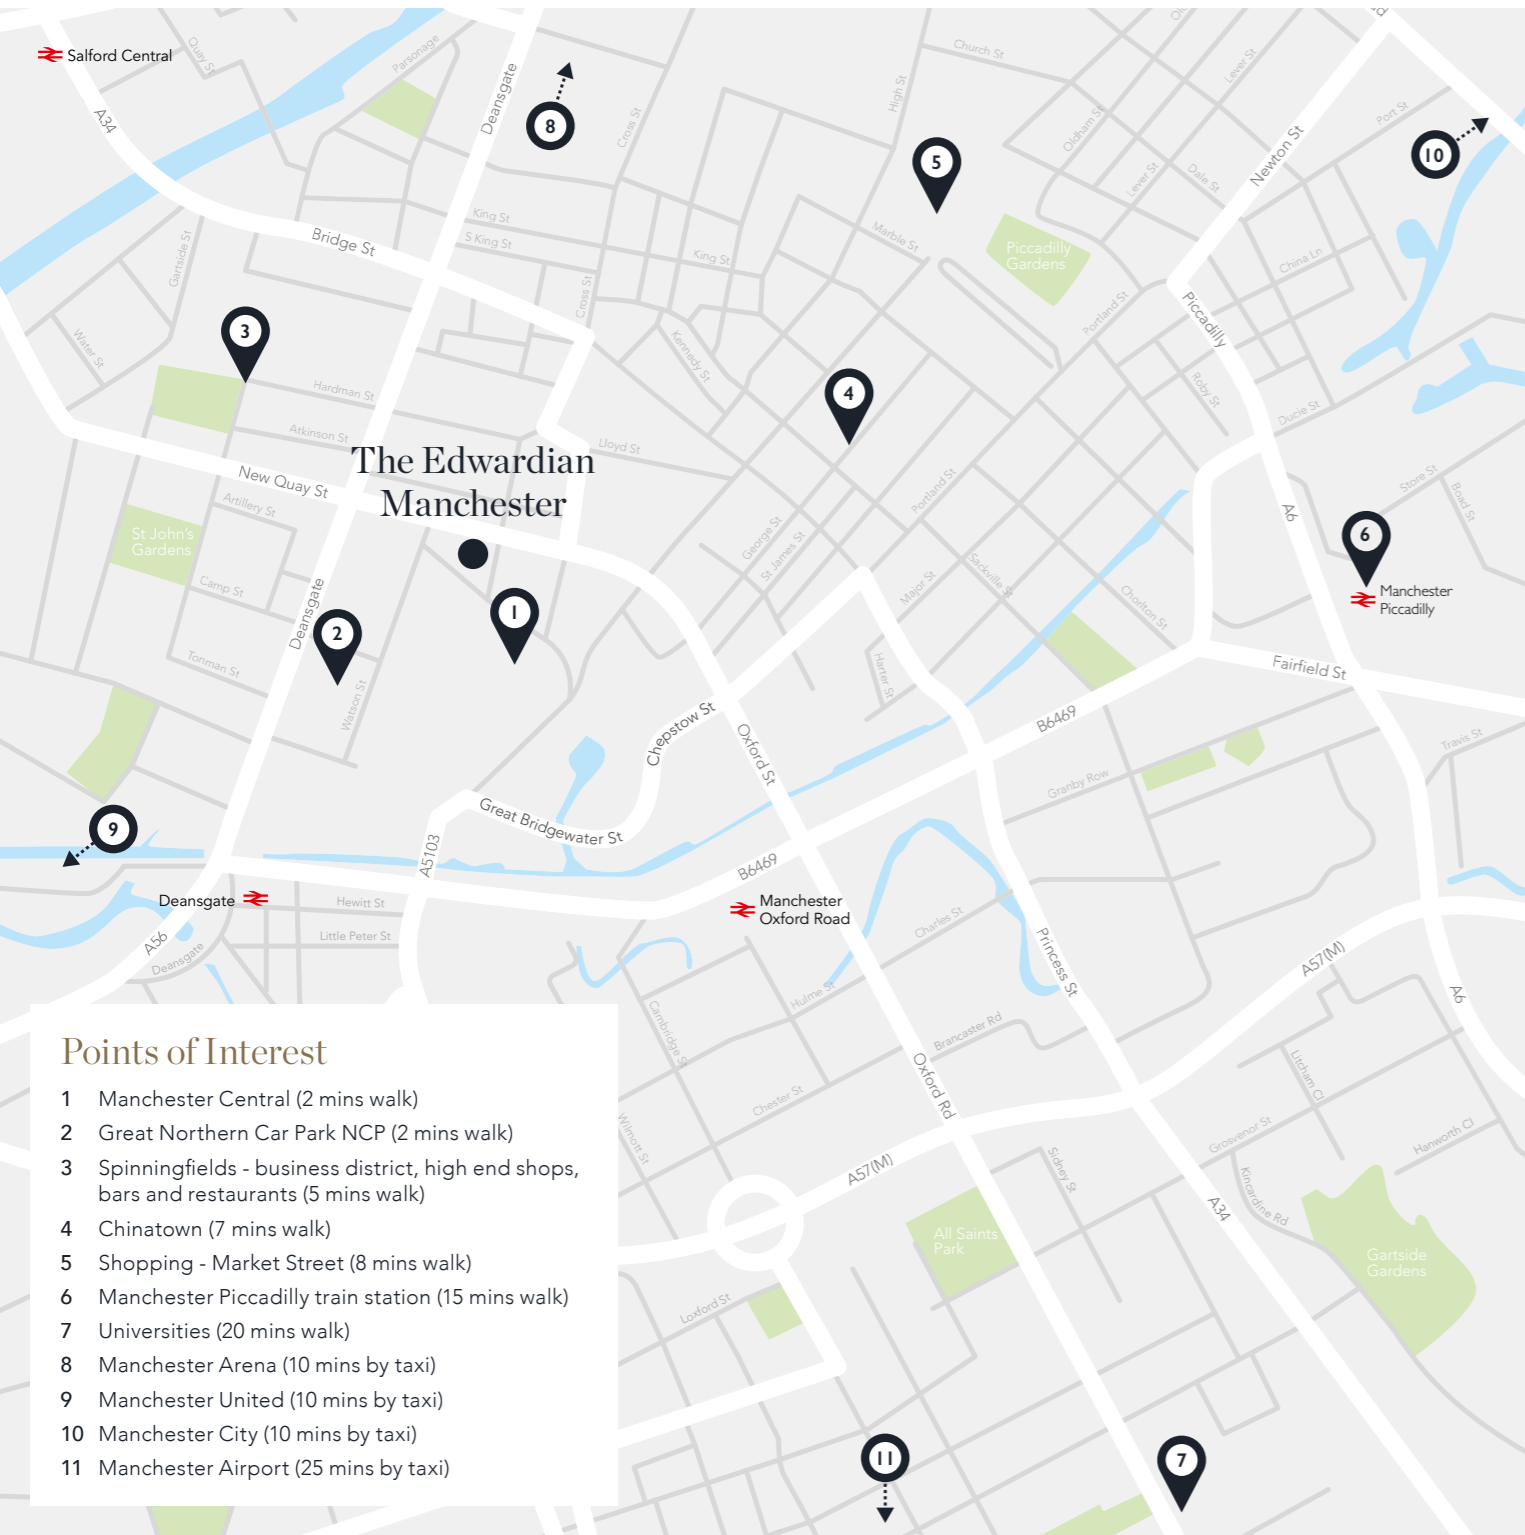 Salford Central
Quay St
Parsonage
Deansgate
8
Cross St
High St
Church St
Oldham St
Lever St
Lever St
Dale St
Newton St
Port St
10
A34
5
Bridge St
Gartside St
King St
S King St
King St
Cross St
Marble St
Piccadilly
Gardens
Portland St
China Ln
Piccadilly
Water St
3
Kennedy St
Hardman St
4
Roby St
Ducie St
Atkinson St
Lloyd St
The Edwardian
Manchester
New Quay St
Artillery St
Portland St
Store St
Boad St
A6
St John's
Gardens
George St
St James St
6
Major St
Sackville St
Chorlton St
Manchester
Piccadilly
Camp St
Deansgate
1
2
Tonman St
Watson St
Harter St
Fairfield St
Chepstow St
Oxford St
B6469
Travis St
Granby Row
9
Great Bridgewater St
A5103
B6469
Deansgate
Hewitt St
Manchester
Oxford Road
Little Peter St
Charles St
A56
Deansgate
Princess St
A57(M)
A6
Hulme St
Cambridge St
Brancaster Rd
Oxford Rd
Litcham Cl
Chester St
Wilmott St
Grosvenor St
Hanworth Cl
Sidney St
A57(M)
Kincardine Rd
A34
All Saints
Park
Gartside
Gardens
Loxford St
11
7
Points of Interest
1 Manchester Central (2 mins walk)
2 Great Northern Car Park NCP (2 mins walk)
3 Spinningfields - business district, high end shops,
bars and restaurants (5 mins walk)
4 Chinatown (7 mins walk)
5 Shopping - Market Street (8 mins walk)
6 Manchester Piccadilly train station (15 mins walk)
7 Universities (20 mins walk)
8 Manchester Arena (10 mins by taxi)
9 Manchester United (10 mins by taxi)
10 Manchester City (10 mins by taxi)
11 Manchester Airport (25 mins by taxi)